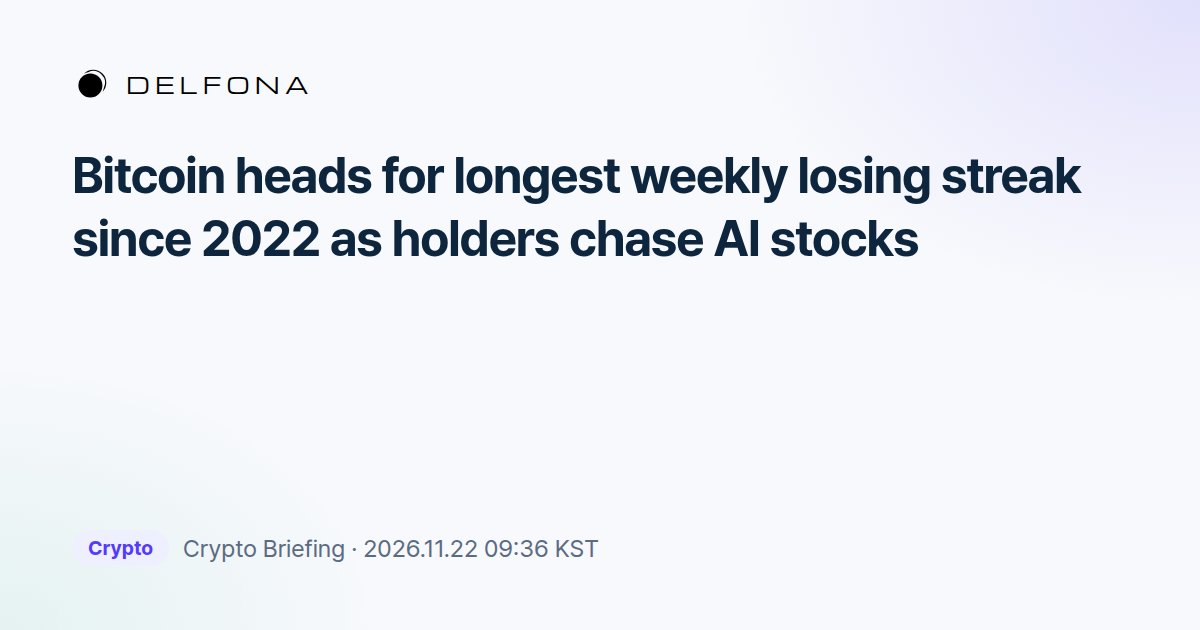 DELFONA
Bitcoin heads for longest weekly losing streak
since 2022 as holders chase AI stocks
Crypto Crypto Briefing · 2026.11.22 09:36 KST